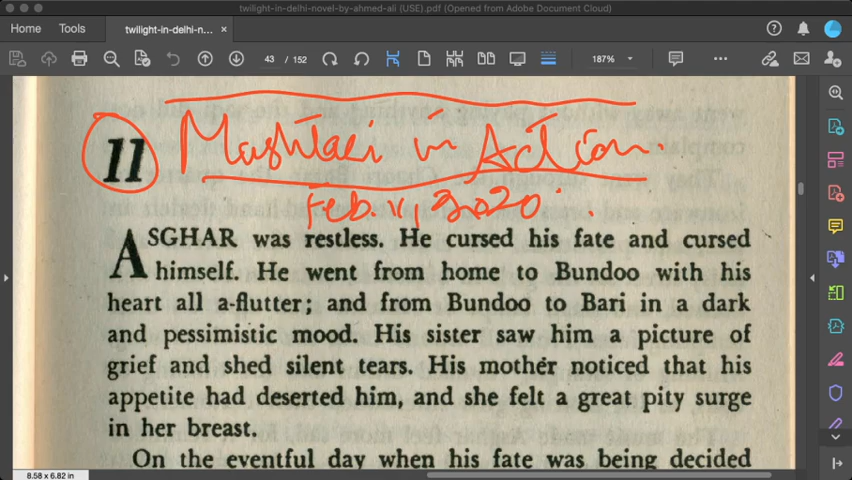 twilight-in-delhi-novel-by-ahmed-ali (USE).pdf (Opened from Adobe Document Cloud)
Home Tools twilight-in-delhi-n... ×
43 / 152 187%
11 Mushtari in Action
Feb. 11, 2020
ASGHAR was restless. He cursed his fate and cursed
himself. He went from home to Bundoo with his
heart all a-flutter; and from Bundoo to Bari in a dark
and pessimistic mood. His sister saw him a picture of
grief and shed silent tears. His mother noticed that his
appetite had deserted him, and she felt a great pity surge
in her breast.
On the eventful day when his fate was being decided
8.58 x 6.82 in